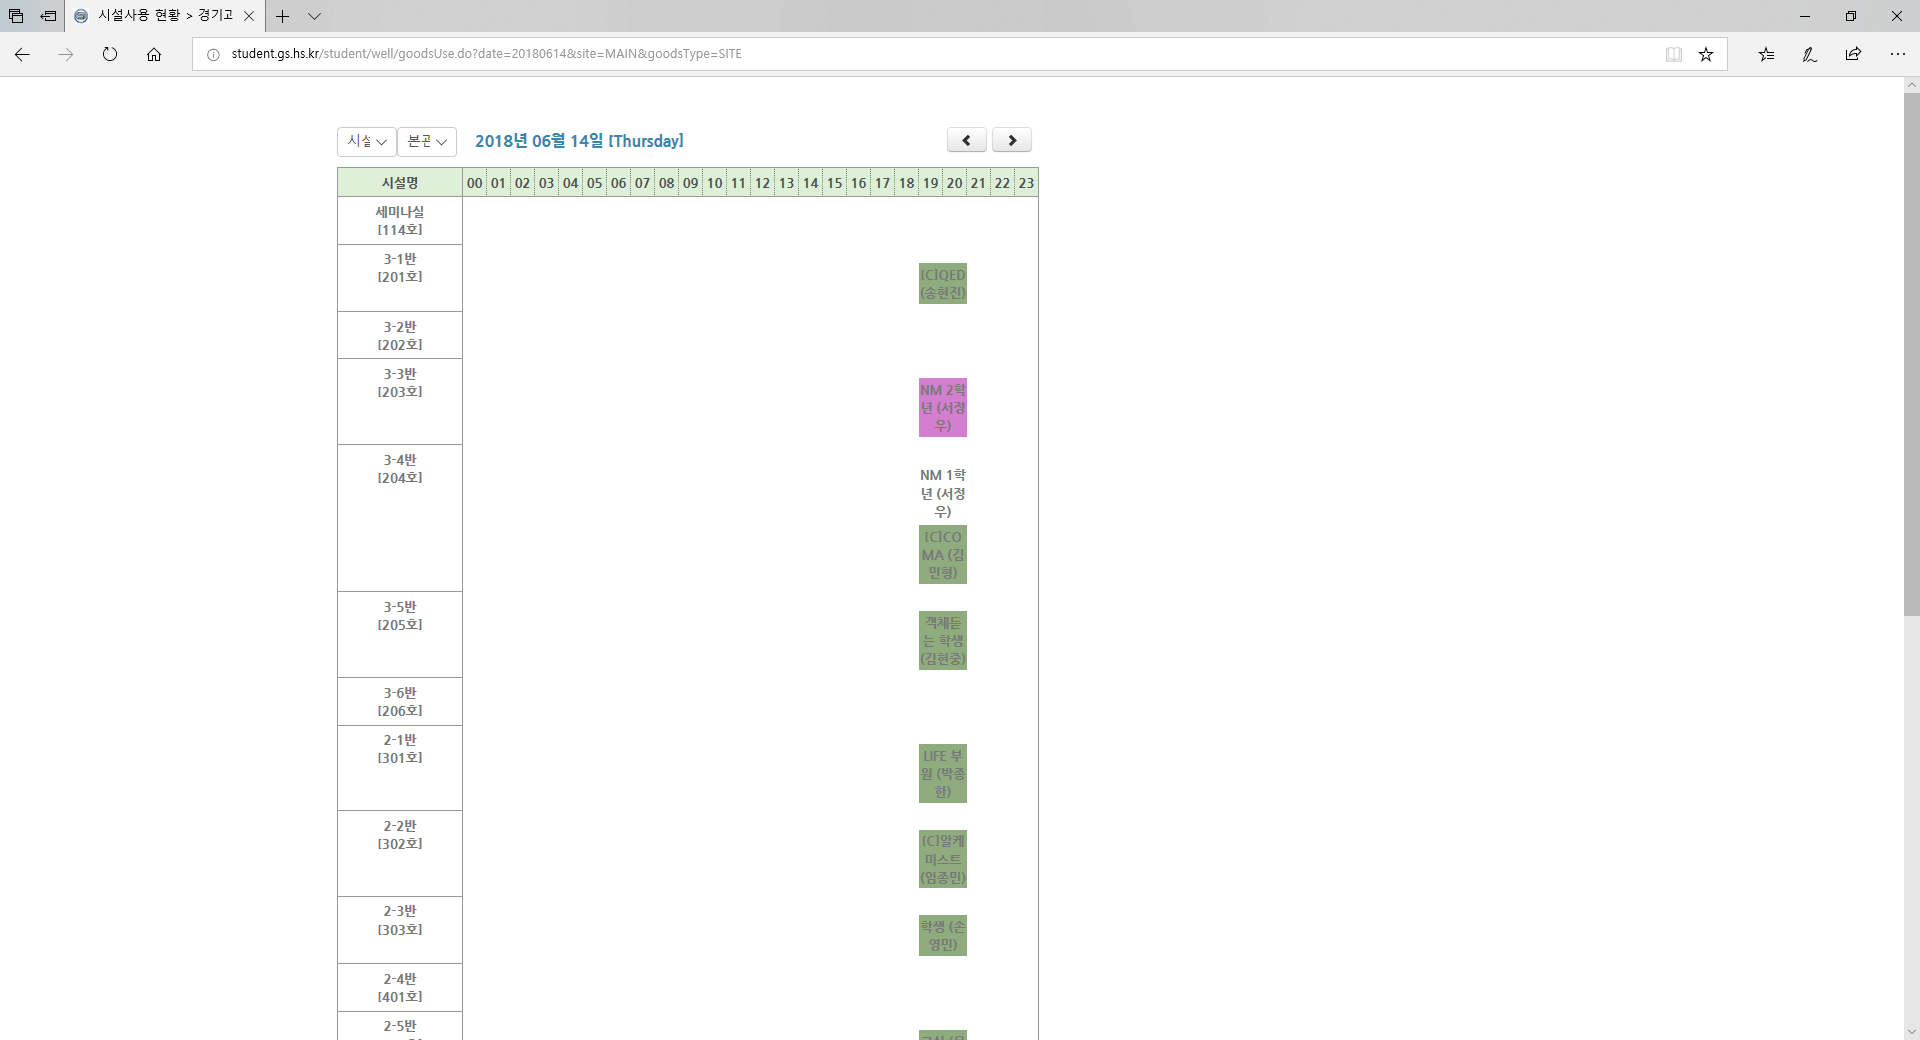 시설사용 현황 > 경기고
student.gs.hs.kr/student/well/goodsUse.do?date=20180614&site=MAIN&goodsType=SITE
시설 본관 2018년 06월 14일 [Thursday]
시설명 00 01 02 03 04 05 06 07 08 09 10 11 12 13 14 15 16 17 18 19 20 21 22 23
세미나실
[114호]
3-1반
[201호]
[C]QED
(송현진)
3-2반
[202호]
3-3반
[203호]
NM 2학
년 (서정
우)
3-4반
[204호]
NM 1학
년 (서정
우)
[C]CO
MA (김
민형)
3-5반
[205호]
객체듣
는 학생
(김현중)
3-6반
[206호]
2-1반
[301호]
LIFE 부
원 (박종
한)
2-2반
[302호]
[C]알케
미스트
(임종민)
2-3반
[303호]
학생 (손
영민)
2-4반
[401호]
2-5반